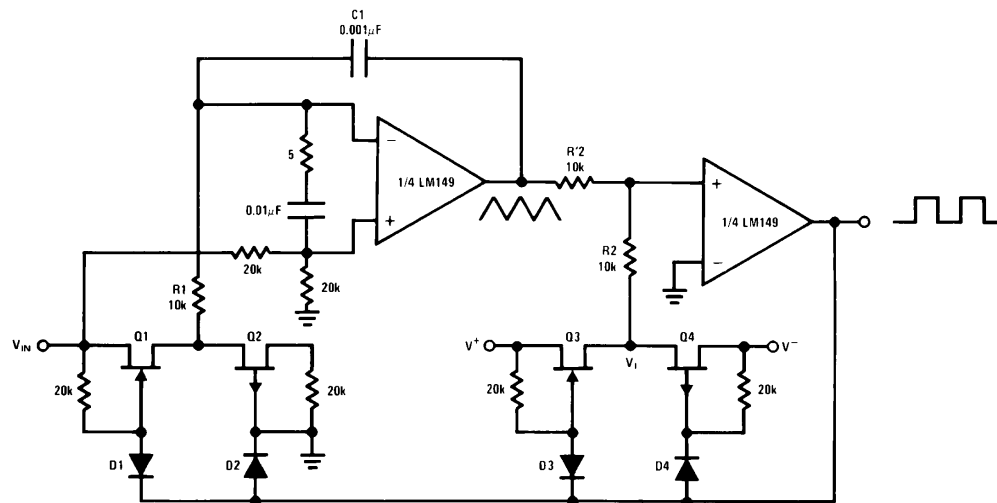 C1
0.001μF
5
−
1/4 LM149
+
0.01μF
20k
20k
R1
10k
R'2
10k
R2
10k
+
1/4 LM149
−
VIN
Q1
Q2
20k
20k
D1
D2
V+
Q3
VI
Q4
V−
20k
20k
D3
D4